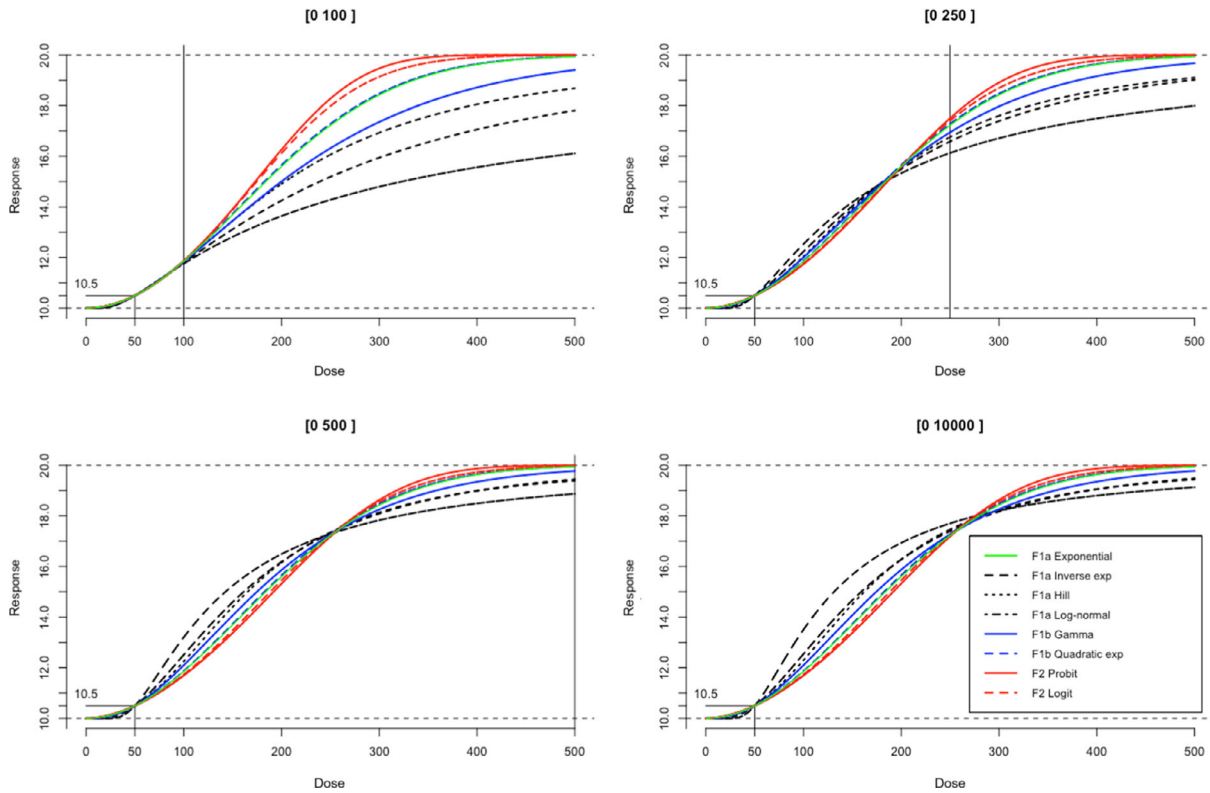 [0 100 ]
Response
10.0 12.0 14.0 16.0 18.0 20.0
10.5
0 50 100 200 300 400 500
Dose
[0 250 ]
Response
10.0 12.0 14.0 16.0 18.0 20.0
10.5
0 50 100 200 300 400 500
Dose
[0 500 ]
Response
10.0 12.0 14.0 16.0 18.0 20.0
10.5
0 50 100 200 300 400 500
Dose
[0 10000 ]
Response
10.0 12.0 14.0 16.0 18.0 20.0
10.5
0 50 100 200 300 400 500
Dose
F1a Exponential
F1a Inverse exp
F1a Hill
F1a Log-normal
F1b Gamma
F1b Quadratic exp
F2 Probit
F2 Logit